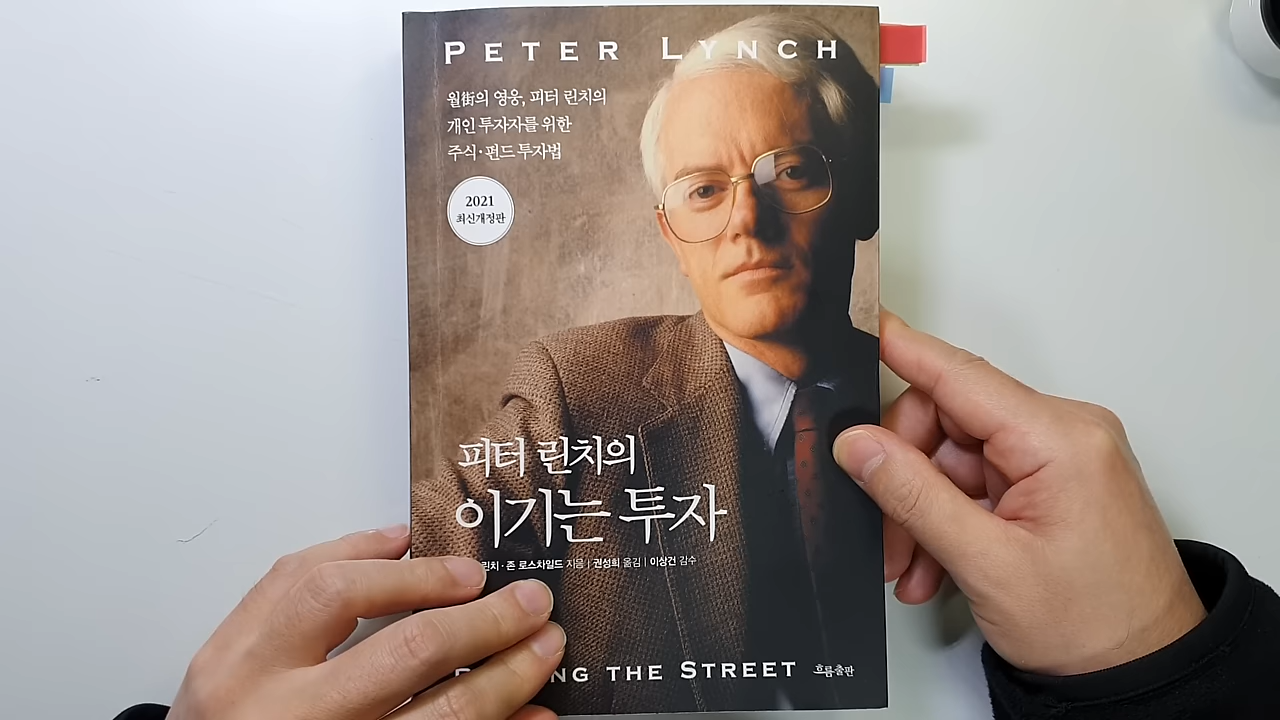 PETER LYNCH
월街의 영웅, 피터 린치의
개인 투자자를 위한
주식·펀드 투자법
2021
최신개정판
피터 린치의
이기는 투자
린치·존 로스차일드 지음 | 권성희 옮김 | 이상건 감수
THE STREET
흐름출판